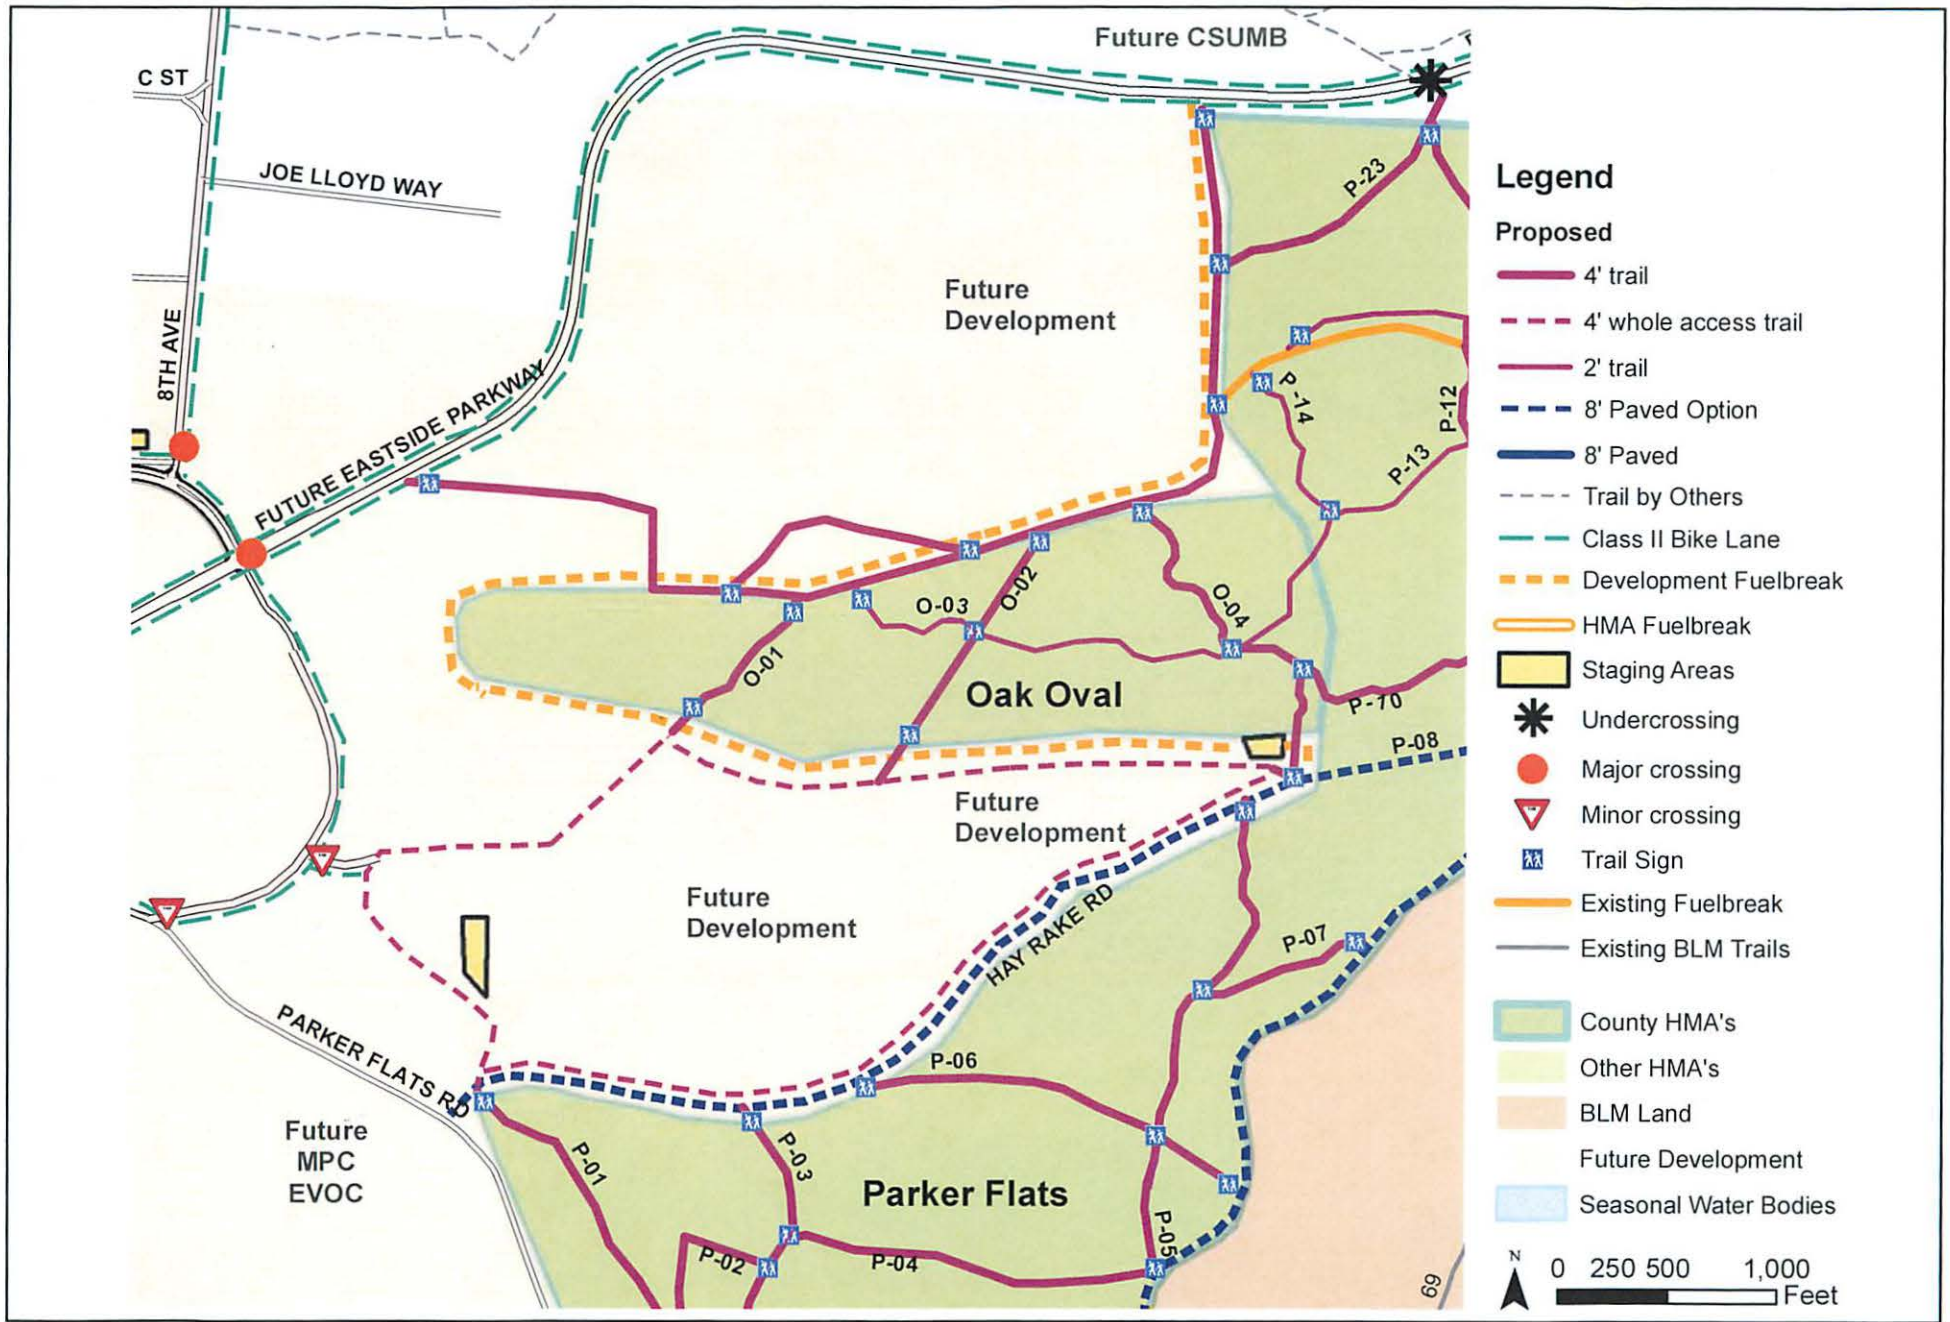 Future CSUMB
C ST
JOE LLOYD WAY
8TH AVE
FUTURE EASTSIDE PARKWAY
Future
Development
P-23
P-14
P-12
P-13
O-03
O-02
O-04
O-01
Oak Oval
P-70
P-08
Future
Development
Future
Development
HAY RAKE RD
P-07
PARKER FLATS RD
P-06
Future
MPC
EVOC
P-01
P-03
Parker Flats
P-05
P-02
P-04
69
Legend
Proposed
4' trail
4' whole access trail
2' trail
8' Paved Option
8' Paved
Trail by Others
Class II Bike Lane
Development Fuelbreak
HMA Fuelbreak
Staging Areas
Undercrossing
Major crossing
Minor crossing
Trail Sign
Existing Fuelbreak
Existing BLM Trails
County HMA's
Other HMA's
BLM Land
Future Development
Seasonal Water Bodies
N
0 250 500 1,000
Feet